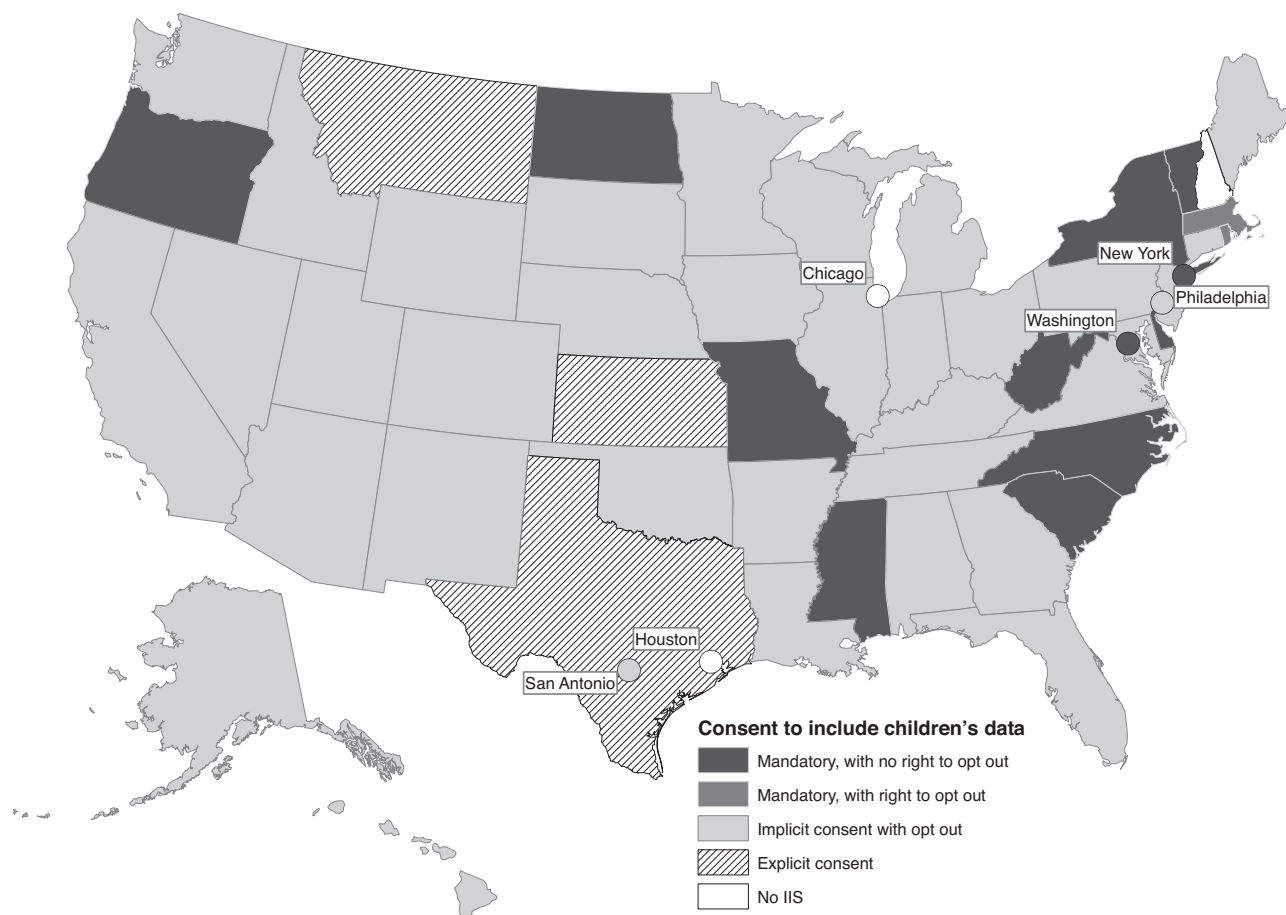 New York
Chicago
Philadelphia
Washington
Houston
San Antonio
Consent to include children's data
Mandatory, with no right to opt out
Mandatory, with right to opt out
Implicit consent with opt out
Explicit consent
No IIS